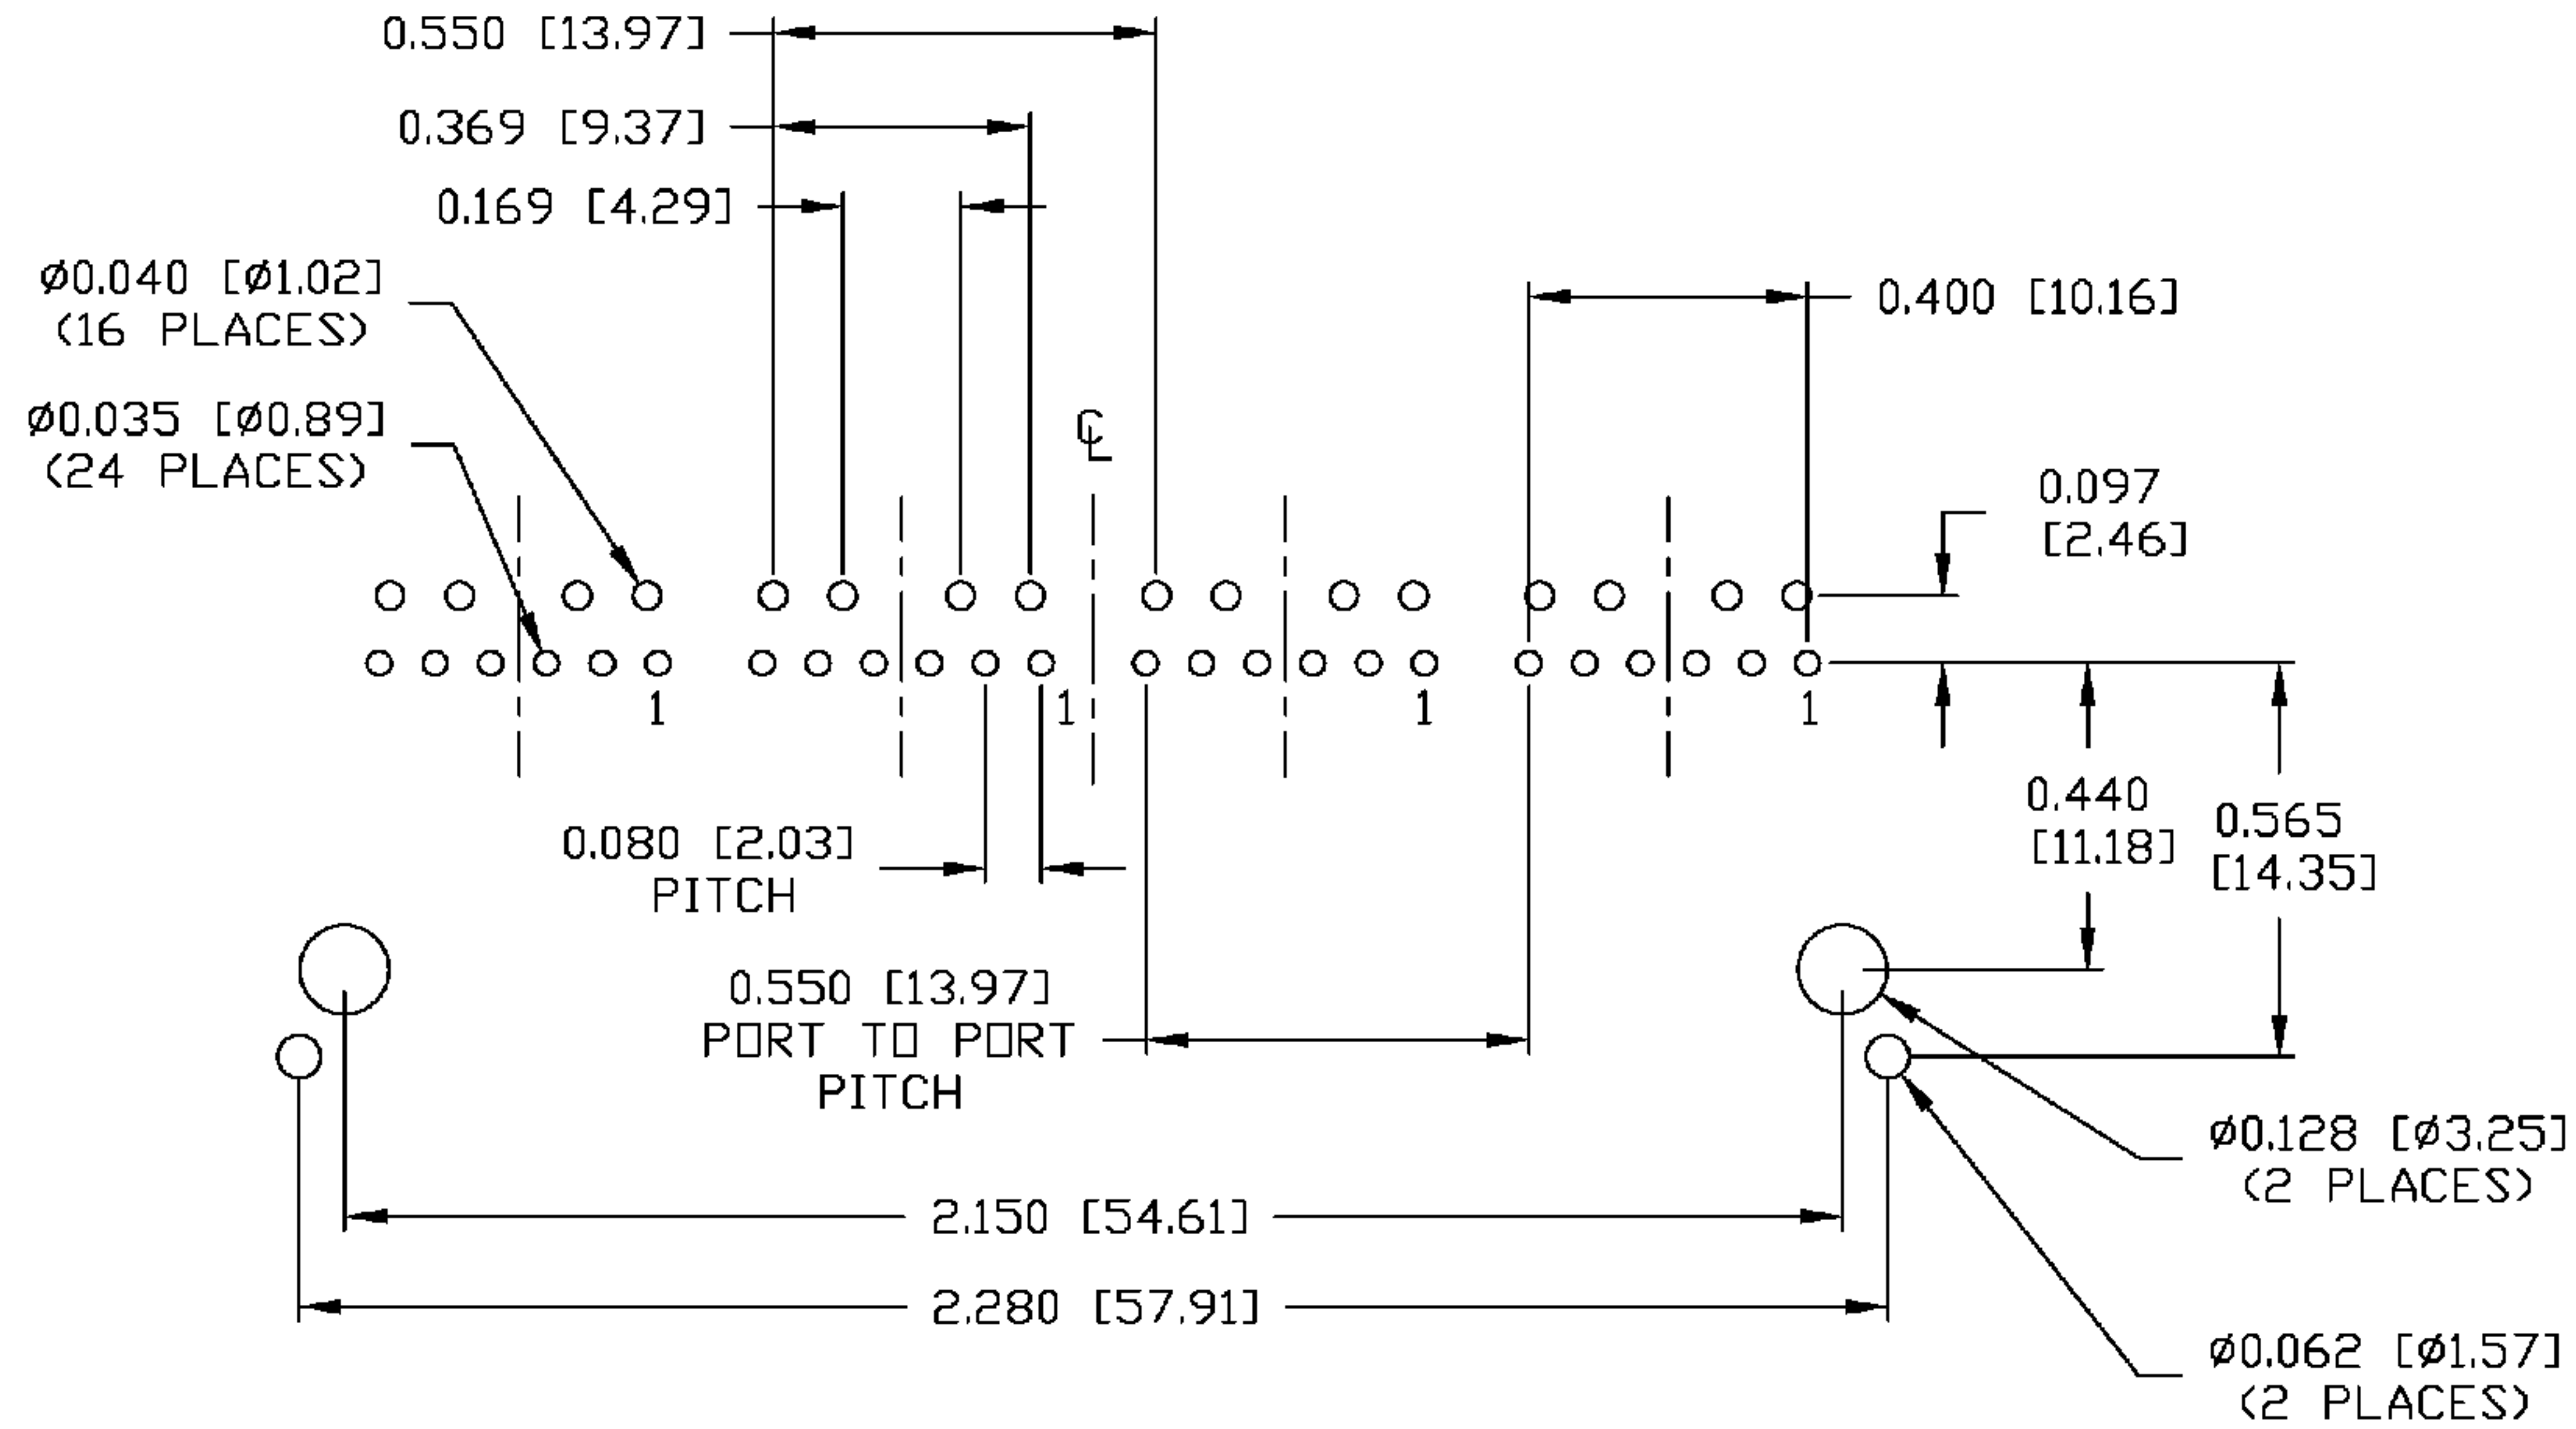 0.550 [13.97]
0.369 [9.37]
0.169 [4.29]
ø0.040 [ø1.02]
(16 PLACES)
0.400 [10.16]
ø0.035 [ø0.89]
(24 PLACES)
℄
0.097
[2.46]
1
1
1
1
0.080 [2.03]
PITCH
0.440
[11.18]
0.565
[14.35]
0.550 [13.97]
PORT TO PORT
PITCH
ø0.128 [ø3.25]
(2 PLACES)
2.150 [54.61]
2.280 [57.91]
ø0.062 [ø1.57]
(2 PLACES)